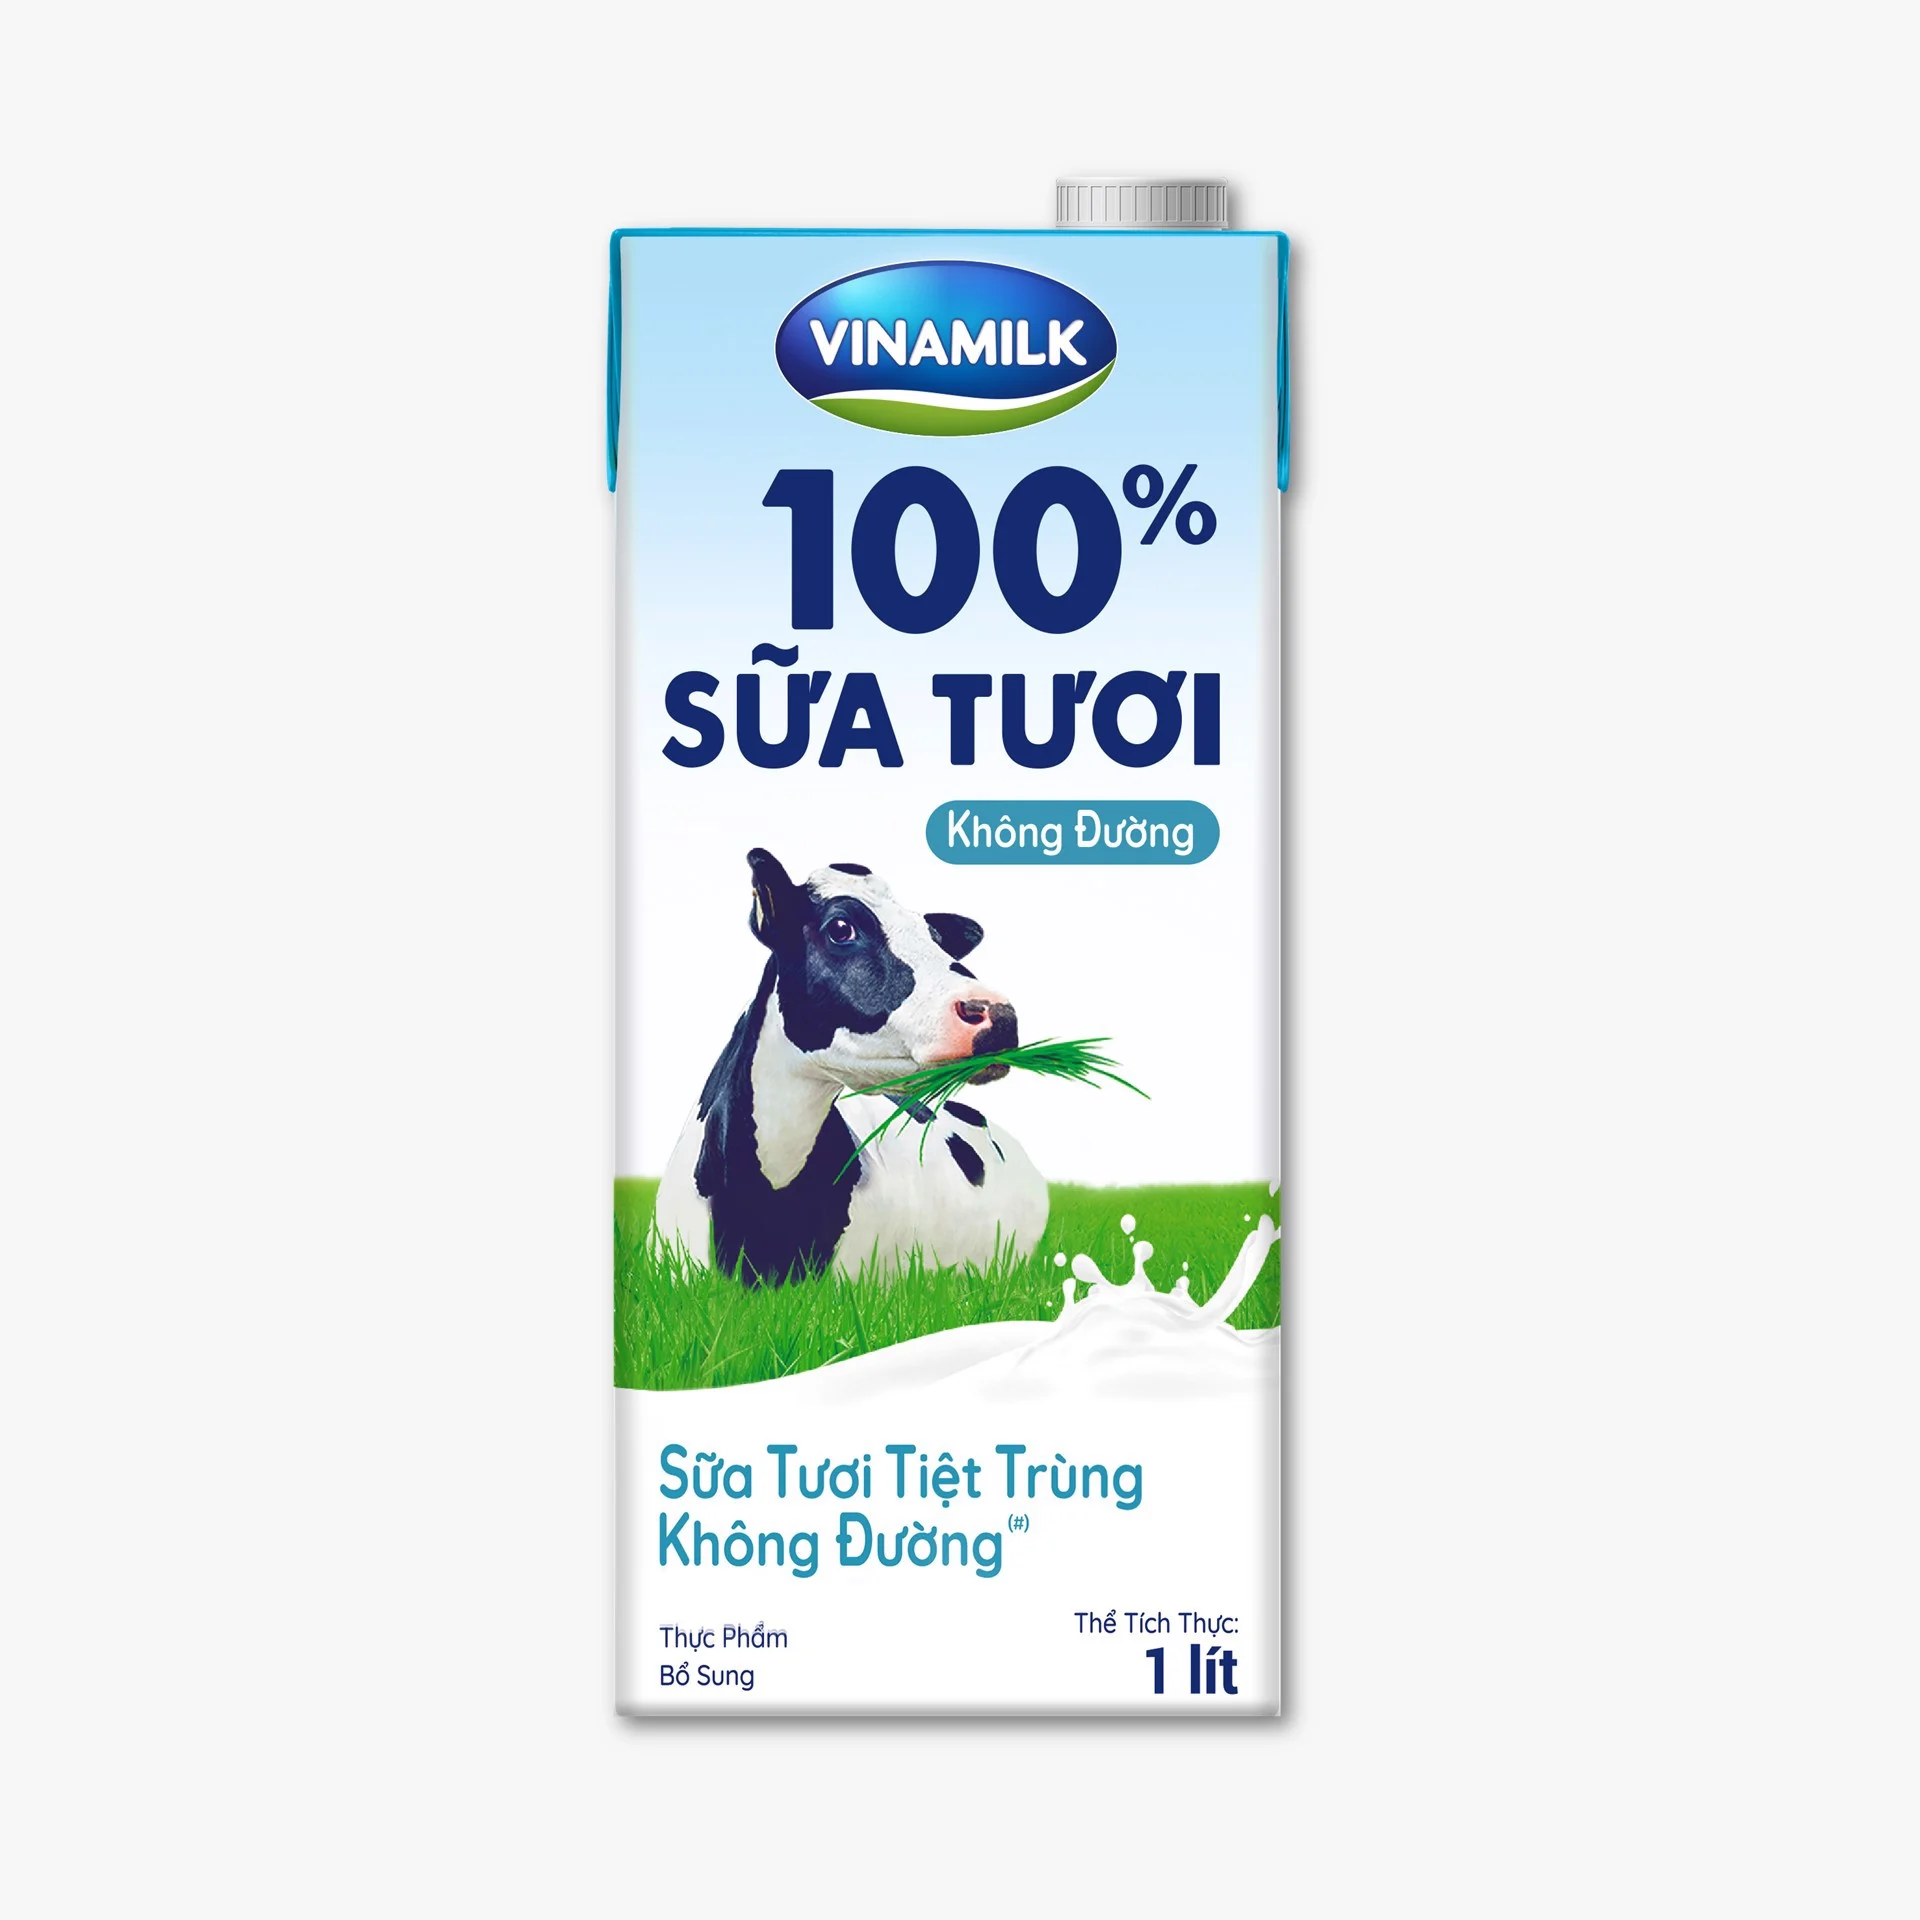 VINAMILK
100%
SỮA TƯƠI
Không Đường
Sữa Tươi Tiệt Trùng
Không Đường(#)
Thực Phẩm
Bổ Sung
Thể Tích Thực:
1 lít